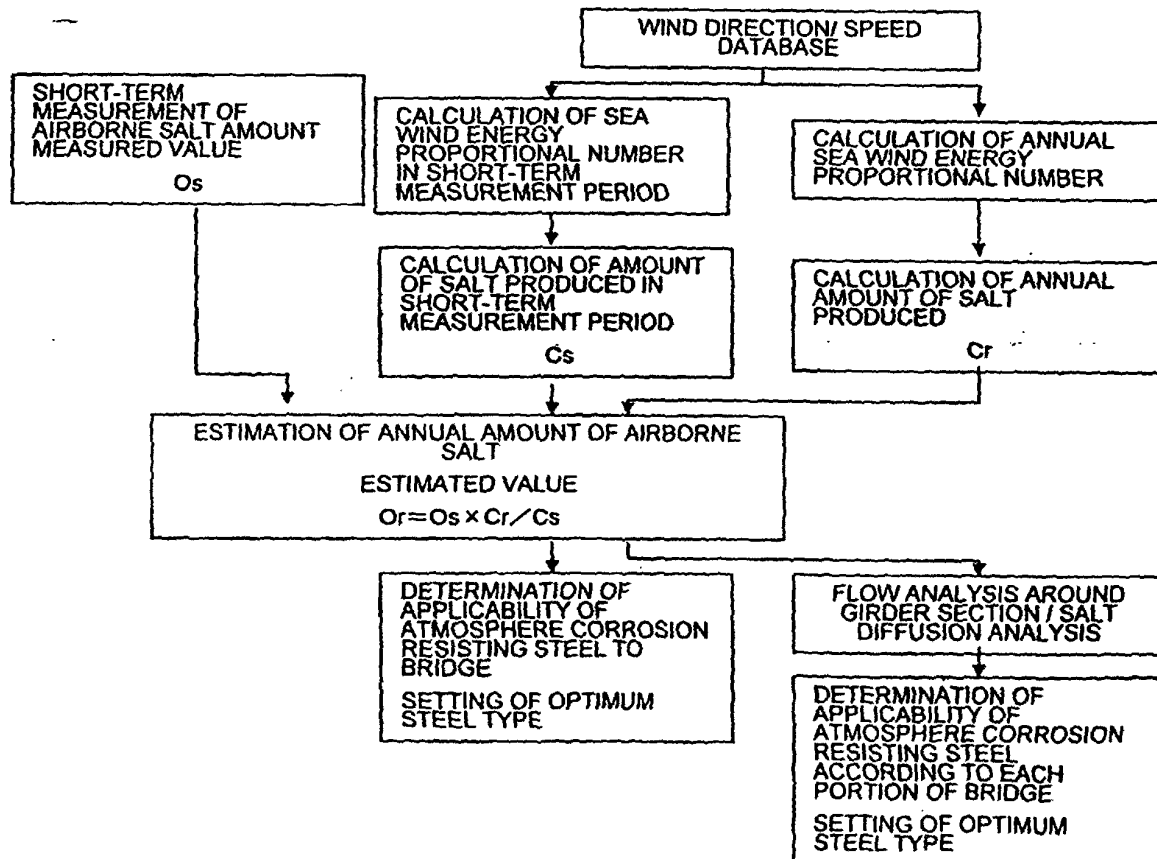 WIND DIRECTION/ SPEED
DATABASE
SHORT-TERM
MEASUREMENT OF
AIRBORNE SALT AMOUNT
MEASURED VALUE
Os
CALCULATION OF SEA
WIND ENERGY
PROPORTIONAL NUMBER
IN SHORT-TERM
MEASUREMENT PERIOD
CALCULATION OF ANNUAL
SEA WIND ENERGY
PROPORTIONAL NUMBER
CALCULATION OF AMOUNT
OF SALT PRODUCED IN
SHORT-TERM
MEASUREMENT PERIOD
Cs
CALCULATION OF ANNUAL
AMOUNT OF SALT
PRODUCED
Cr
ESTIMATION OF ANNUAL AMOUNT OF AIRBORNE
SALT
ESTIMATED VALUE
Or=Os×Cr/Cs
DETERMINATION OF
APPLICABILITY OF
ATMOSPHERE CORROSION
RESISTING STEEL TO
BRIDGE
SETTING OF OPTIMUM
STEEL TYPE
FLOW ANALYSIS AROUND
GIRDER SECTION / SALT
DIFFUSION ANALYSIS
DETERMINATION OF
APPLICABILITY OF
ATMOSPHERE CORROSION
RESISTING STEEL
ACCORDING TO EACH
PORTION OF BRIDGE
SETTING OF OPTIMUM
STEEL TYPE